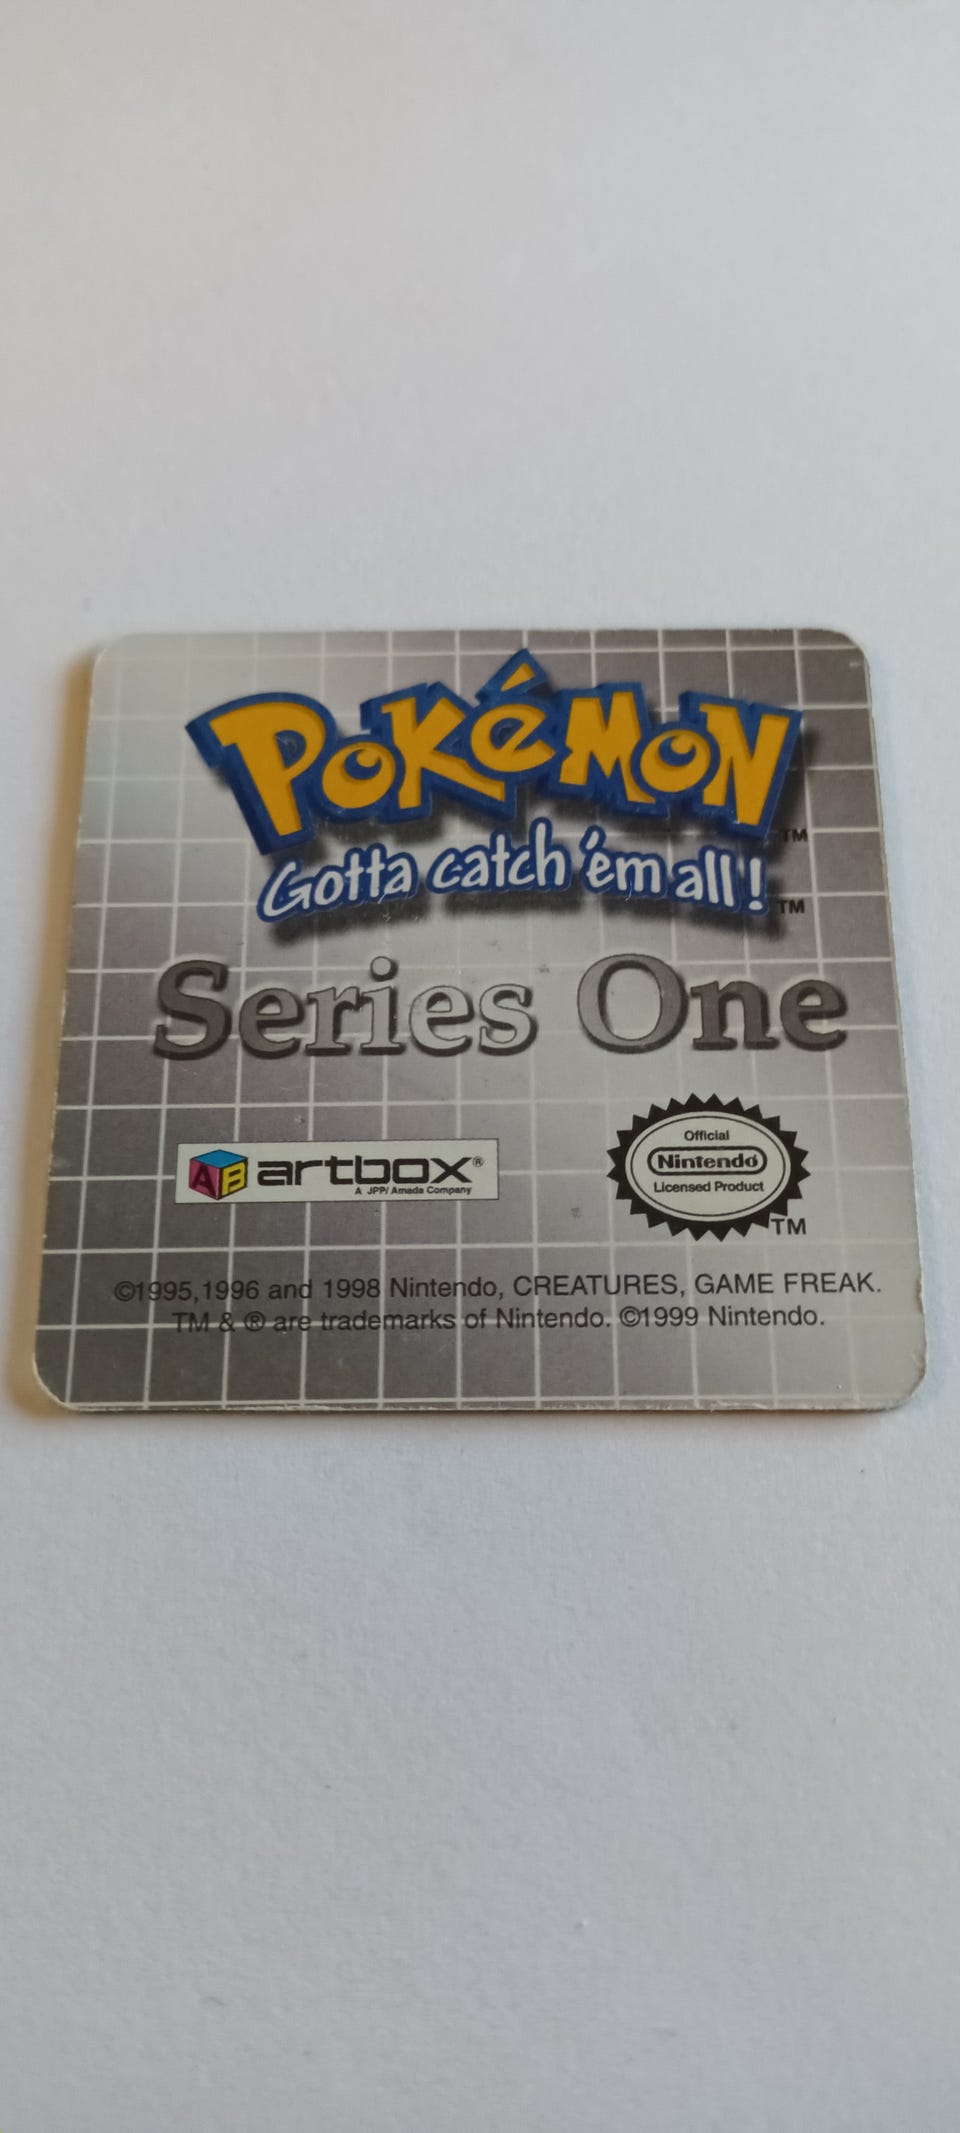 POKéMON
TM
Gotta catch 'em all!
TM
Series One
AB artbox®
A JPP/Amada Company
Official
Nintendo®
Licensed Product
TM
©1995,1996 and 1998 Nintendo, CREATURES, GAME FREAK.
TM & ® are trademarks of Nintendo. ©1999 Nintendo.